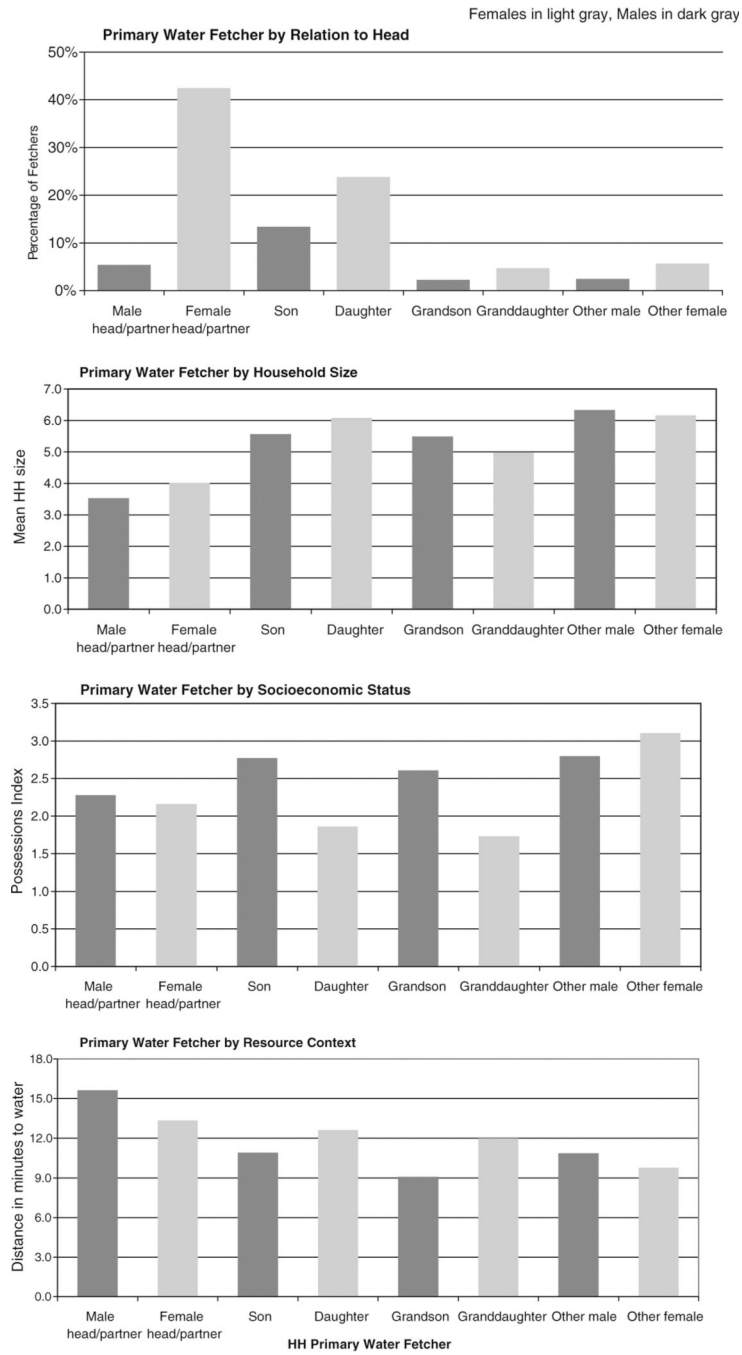 Females in light gray, Males in dark gray
Primary Water Fetcher by Relation to Head
Percentage of Fetchers
50%
40%
30%
20%
10%
0%
Male Female Son Daughter Grandson Granddaughter Other male Other female
head/partner head/partner
Primary Water Fetcher by Household Size
Mean HH size
7.0
6.0
5.0
4.0
3.0
2.0
1.0
0.0
Male Female Son Daughter Grandson Granddaughter Other male Other female
head/partner head/partner
Primary Water Fetcher by Socioeconomic Status
Possessions Index
3.5
3.0
2.5
2.0
1.5
1.0
0.5
0.0
Male Female Son Daughter Grandson Granddaughter Other male Other female
head/partner head/partner
Primary Water Fetcher by Resource Context
Distance in minutes to water
18.0
15.0
12.0
9.0
6.0
3.0
0.0
Male Female Son Daughter Grandson Granddaughter Other male Other female
head/partner head/partner
HH Primary Water Fetcher